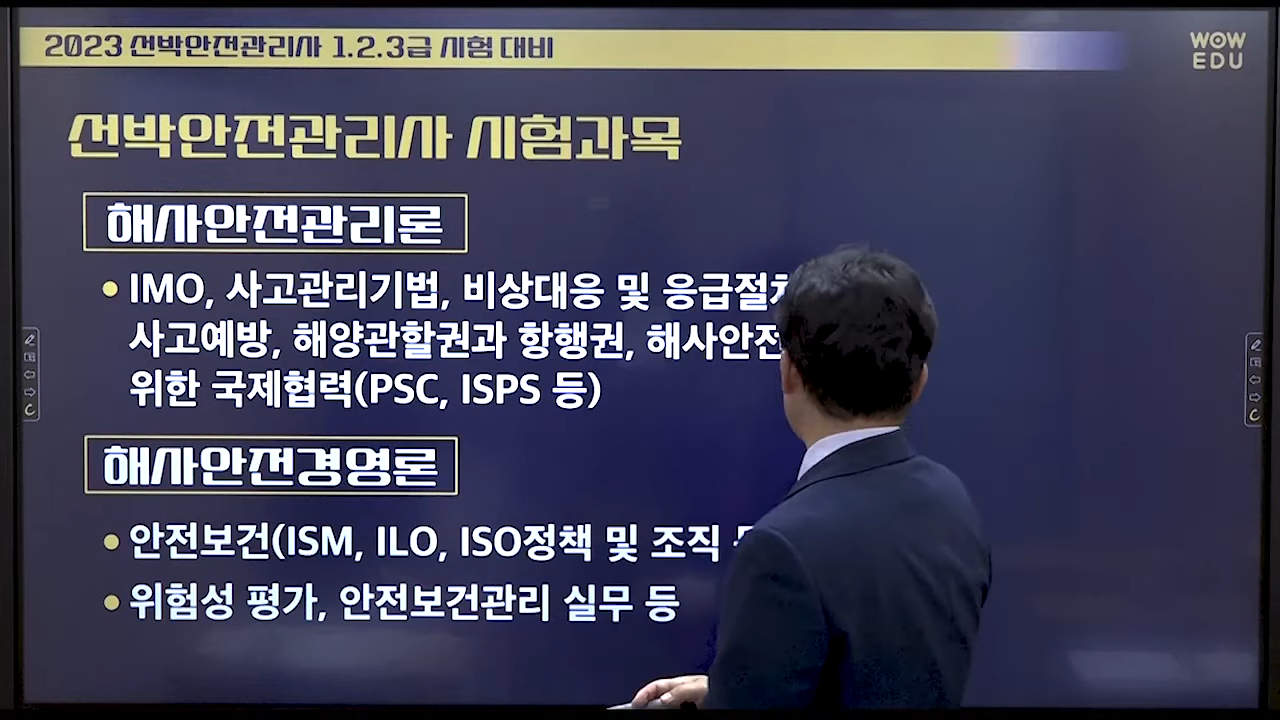 2023 선박안전관리사 1.2.3급 시험 대비
WOW
EDU
선박안전관리사 시험과목
해사안전관리론
• IMO, 사고관리기법, 비상대응 및 응급절차
사고예방, 해양관할권과 항행권, 해사안전
위한 국제협력(PSC, ISPS 등)
해사안전경영론
• 안전보건(ISM, ILO, ISO정책 및 조직
• 위험성 평가, 안전보건관리 실무 등